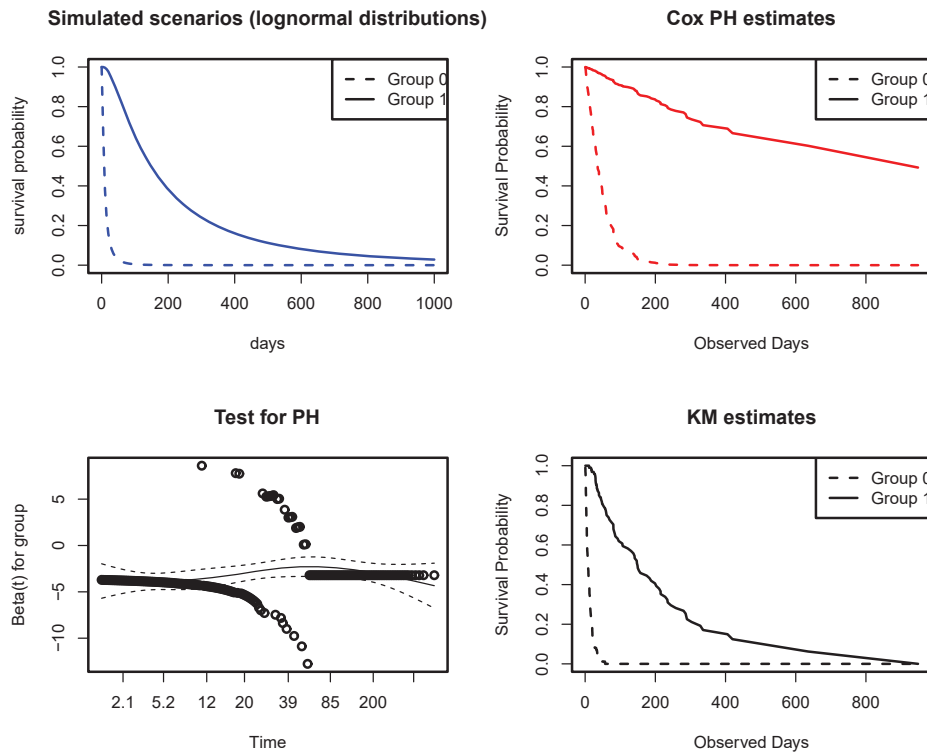 Simulated scenarios (lognormal distributions)
survival probability
0.0 0.2 0.4 0.6 0.8 1.0
Group 0
Group 1
0 200 400 600 800 1000
days
Cox PH estimates
Survival Probability
0.0 0.2 0.4 0.6 0.8 1.0
Group 0
Group 1
0 200 400 600 800
Observed Days
Test for PH
Beta(t) for group
-10 -5 0 5
2.1 5.2 12 20 39 85 200
Time
KM estimates
Survival Probability
0.0 0.2 0.4 0.6 0.8 1.0
Group 0
Group 1
0 200 400 600 800
Observed Days